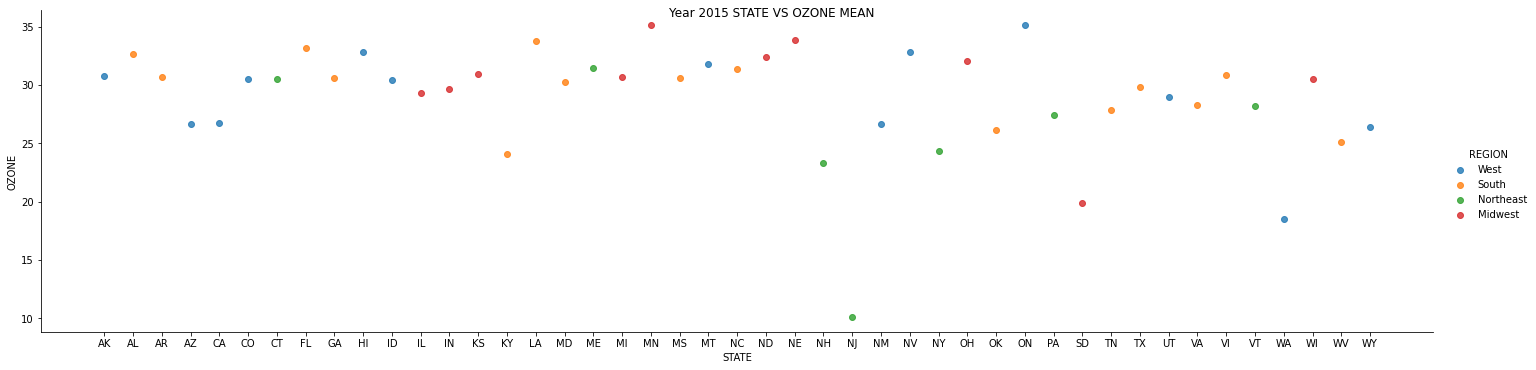 Year 2015 STATE VS OZONE MEAN
35
30
25
20
15
10
OZONE
AK AL AR AZ CA CO CT FL GA HI ID IL IN KS KY LA MD ME MI MN MS MT NC ND NE NH NJ NM NV NY OH OK ON PA SD TN TX UT VA VI VT WA WI WV WY
STATE
REGION
West
South
Northeast
Midwest